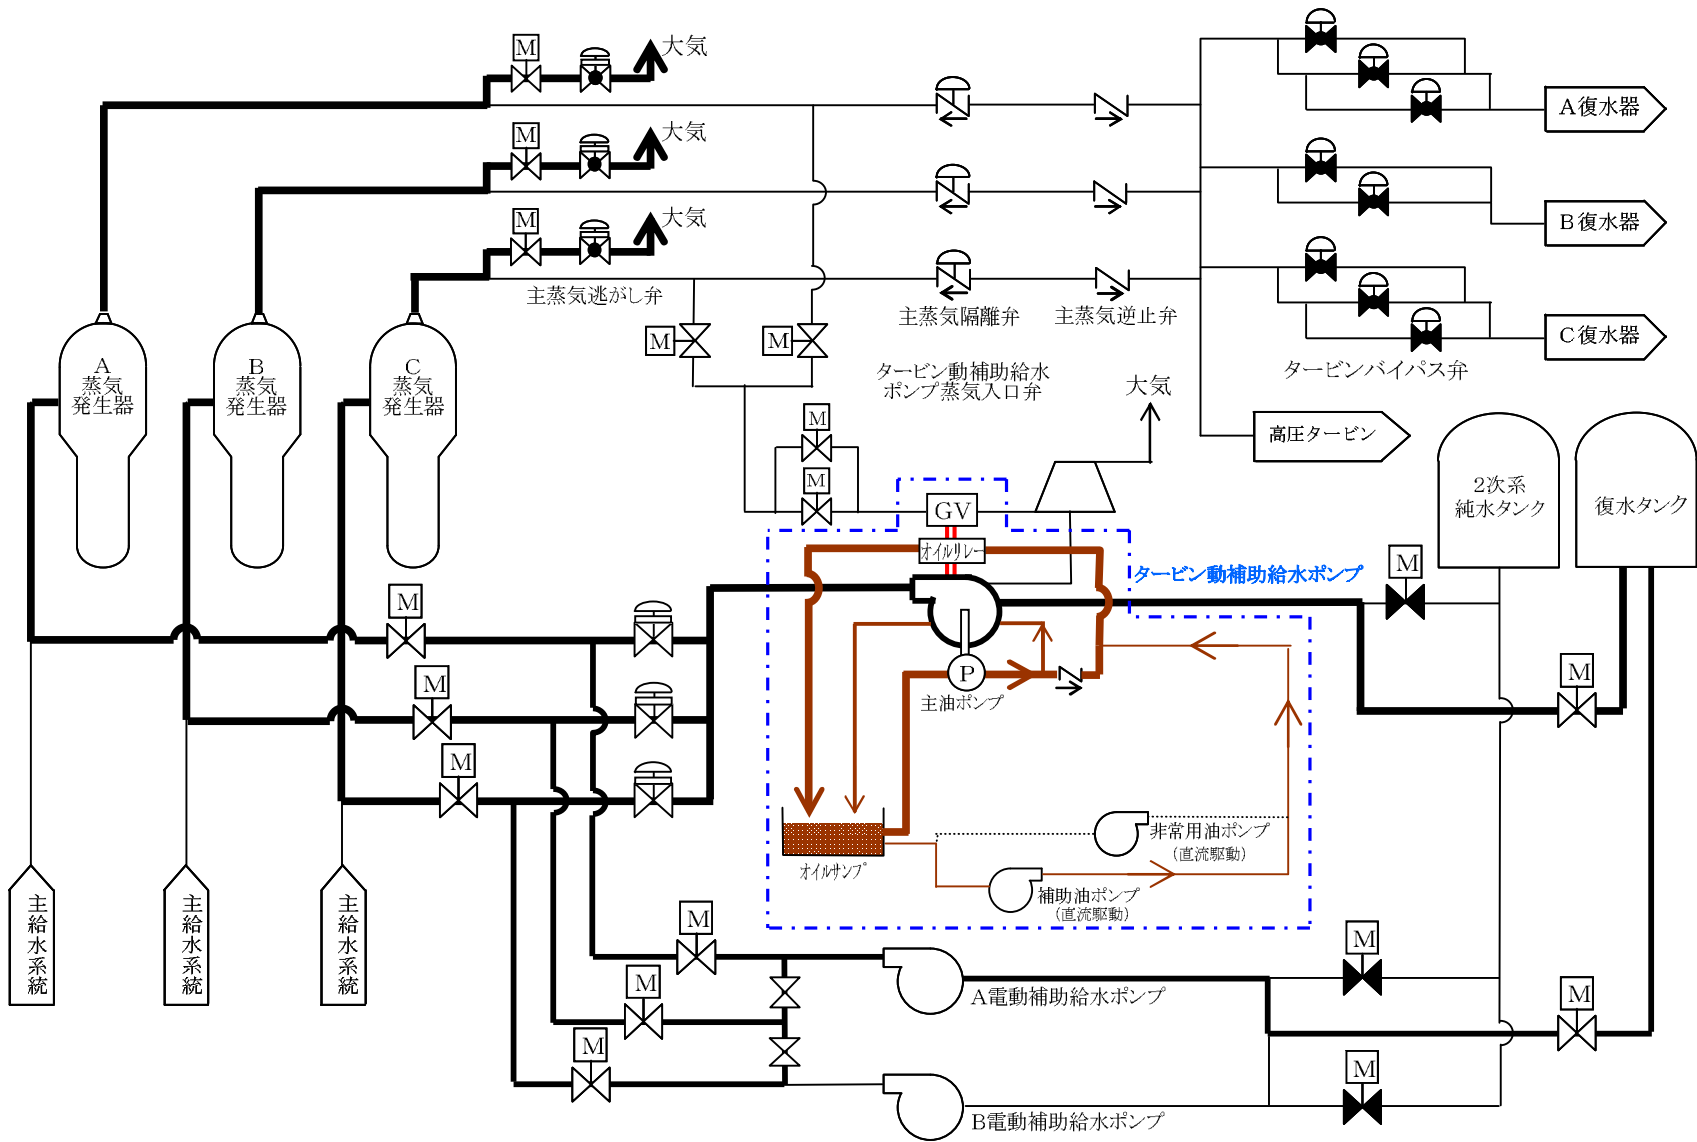 M
大気
M
大気
M
大気
主蒸気逃がし弁
主蒸気隔離弁
主蒸気逆止弁
A復水器
B復水器
C復水器
タービンバイパス弁
高圧タービン
A
蒸気
発生器
B
蒸気
発生器
C
蒸気
発生器
M
M
タービン動補助給水
ポンプ蒸気入口弁
大気
M
M
GV
オイルリレー
タービン動補助給水ポンプ
2次系
純水タンク
復水タンク
M
M
M
M
M
P
主油ポンプ
オイルサンプ
非常用油ポンプ
(直流駆動)
補助油ポンプ
(直流駆動)
主給水系統
主給水系統
主給水系統
M
M
M
A電動補助給水ポンプ
B電動補助給水ポンプ
M
M
M